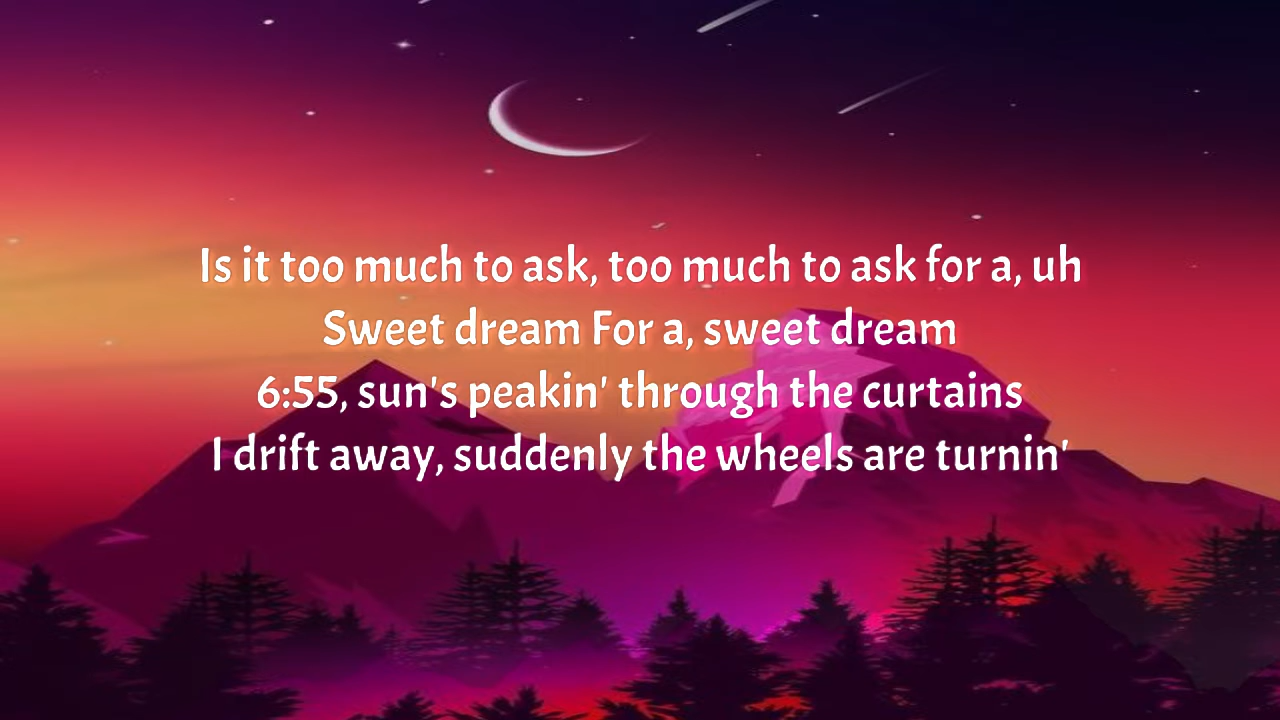 Is it too much to ask, too much to ask for a, uh
Sweet dream For a, sweet dream
6:55, sun's peakin' through the curtains
I drift away, suddenly the wheels are turnin'